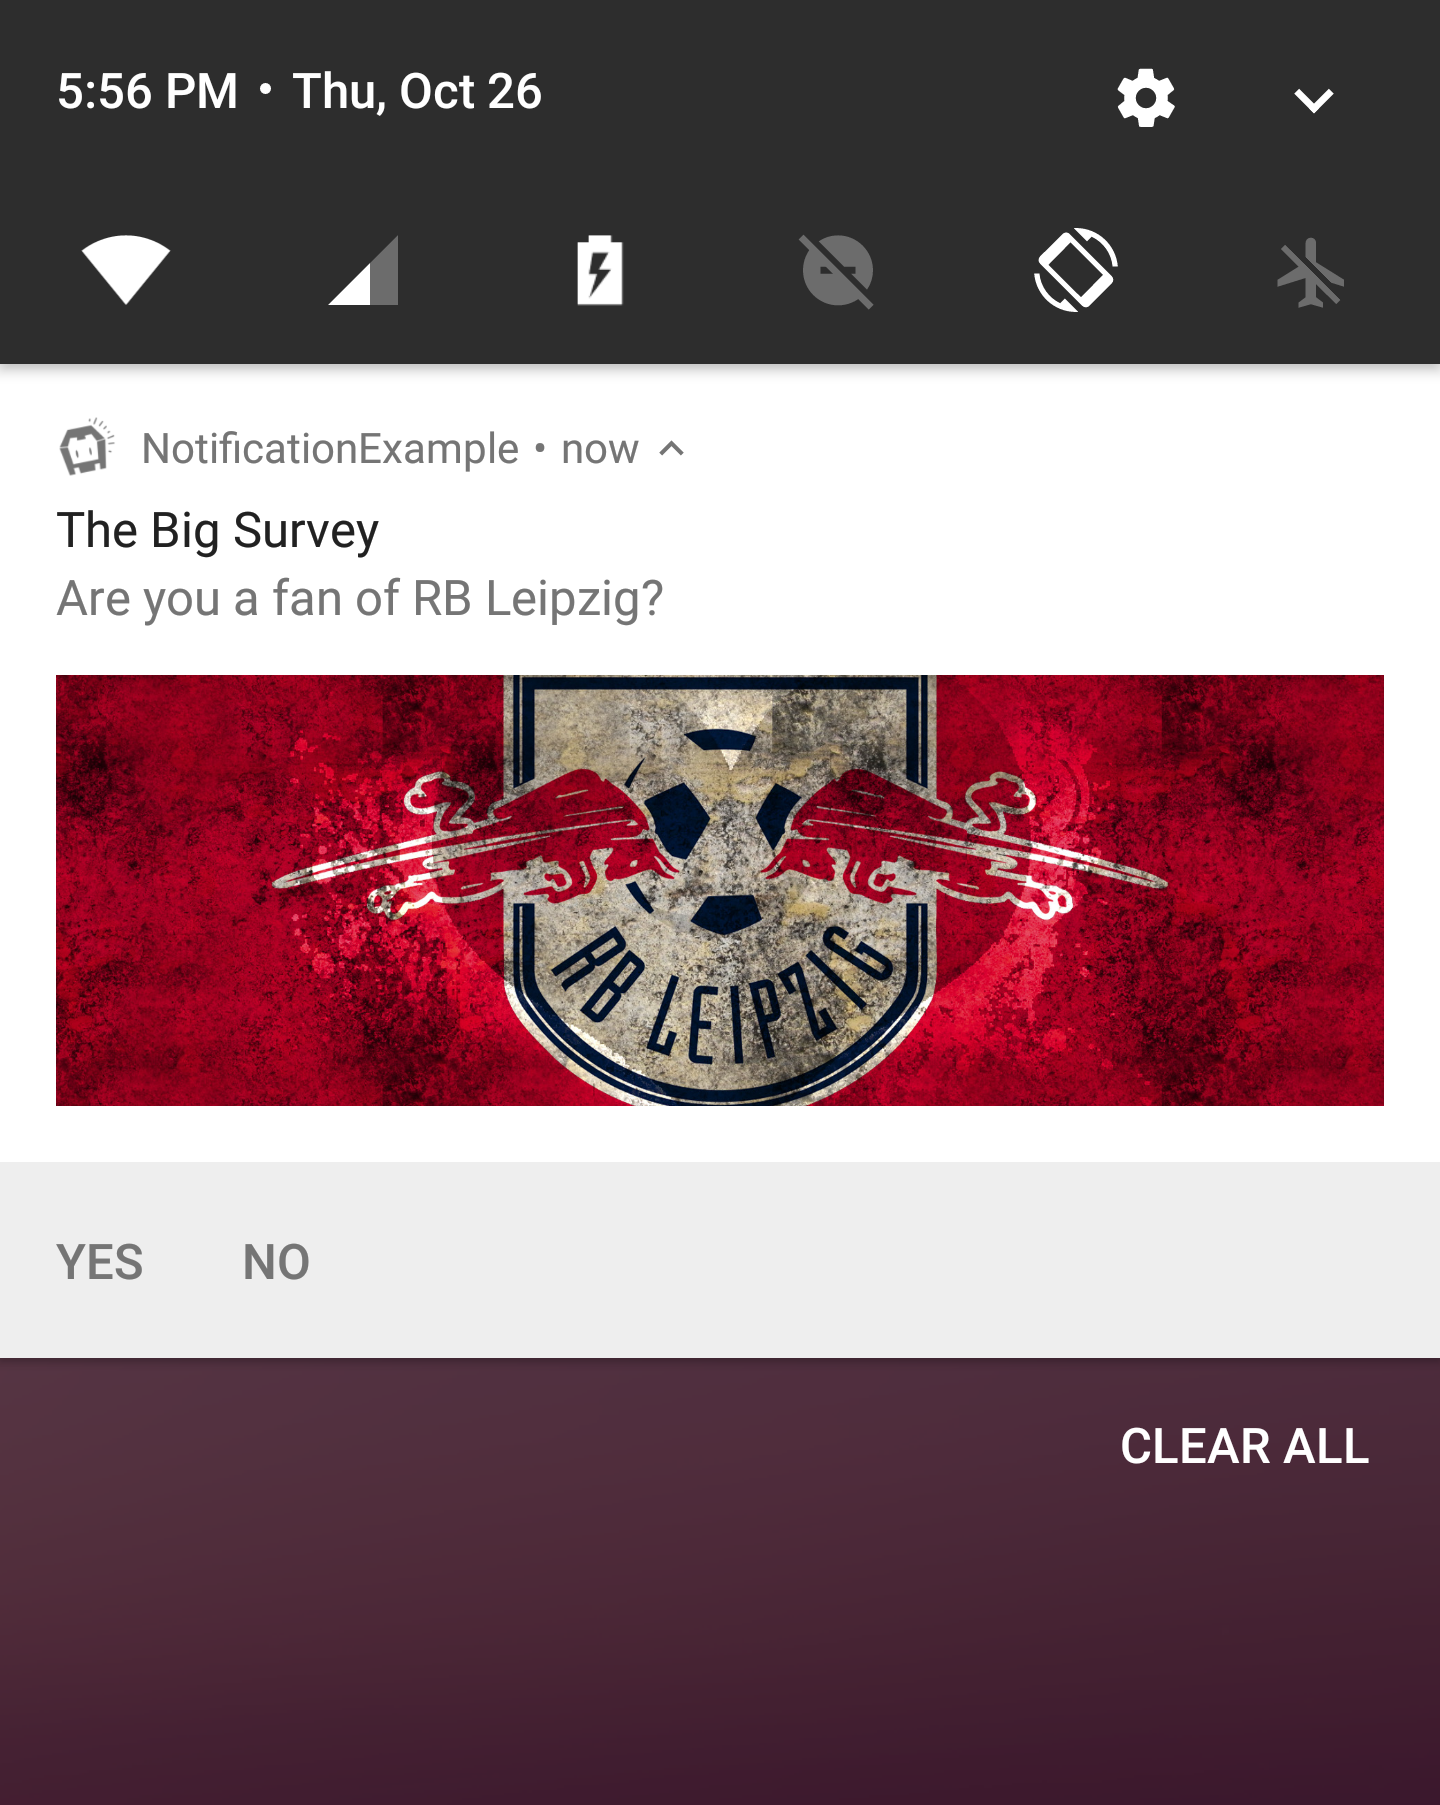 5:56 PM • Thu, Oct 26
NotificationExample • now
The Big Survey
Are you a fan of RB Leipzig?
RB LEIPZIG
YES NO
CLEAR ALL